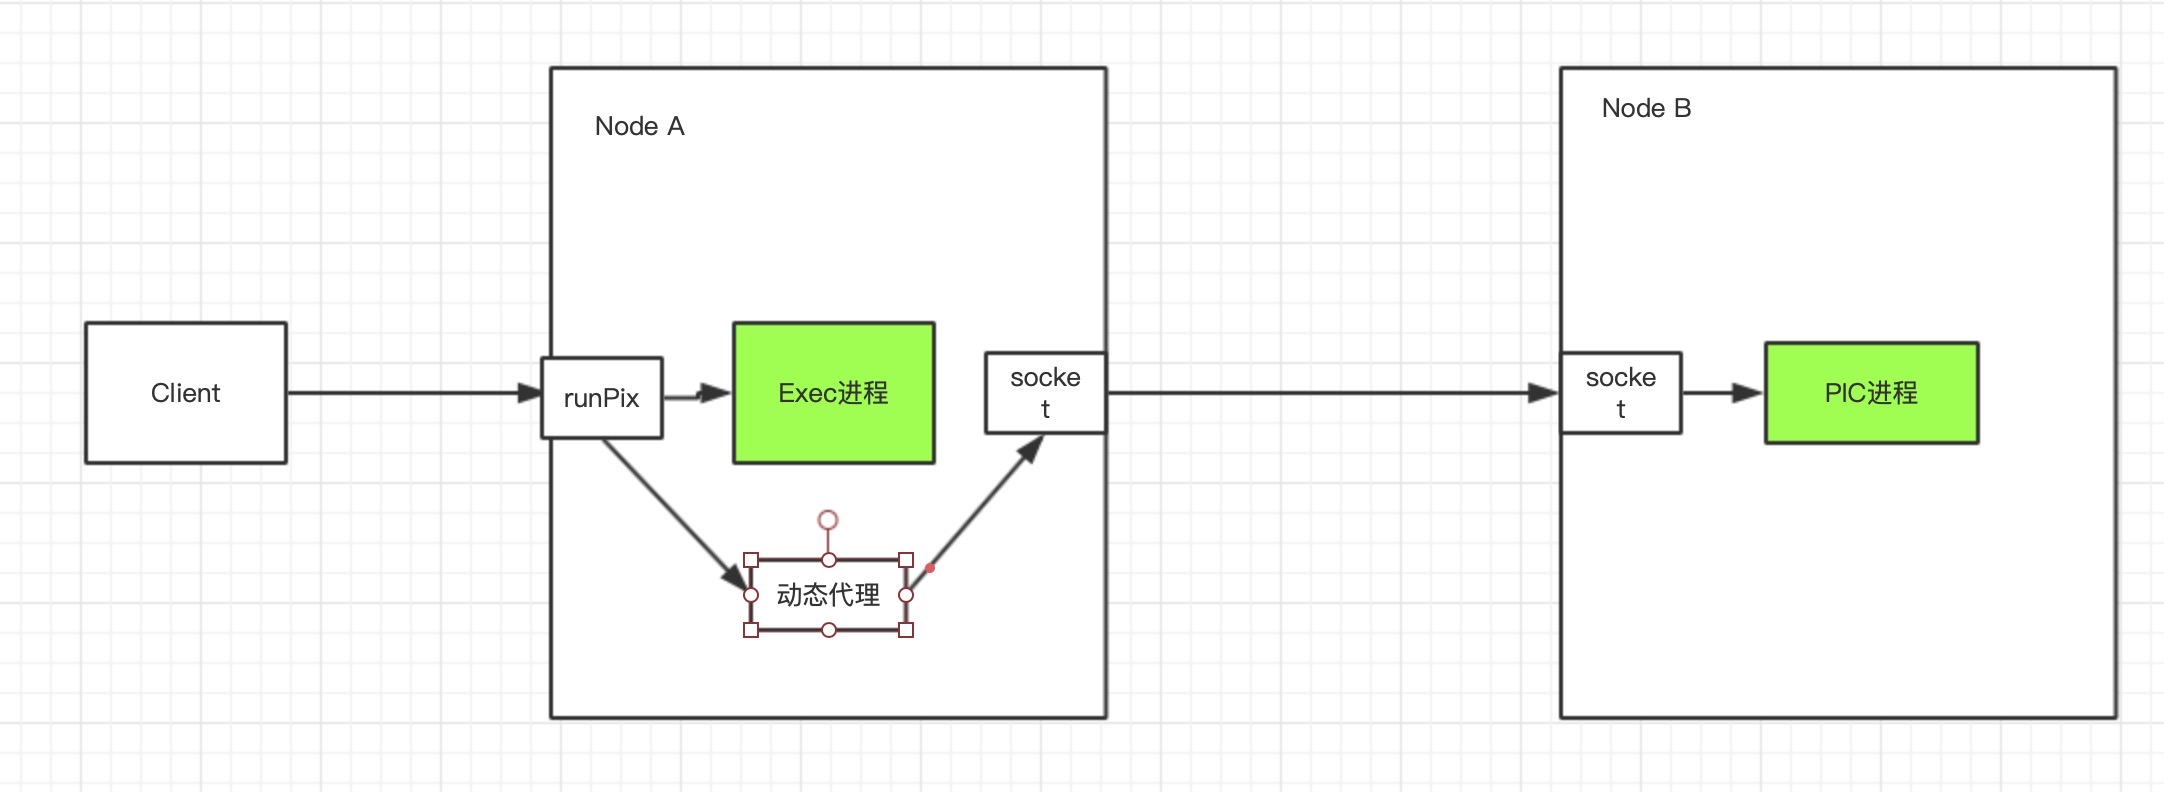 Node A
Node B
Client
runPix
Exec进程
socke
t
socke
t
PIC进程
动态代理